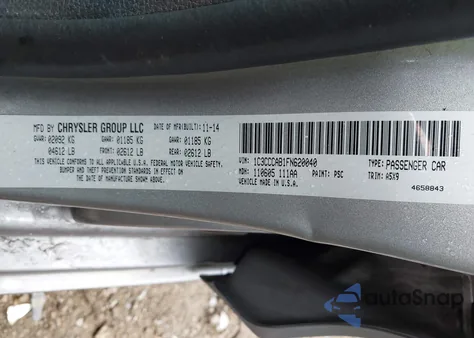 MFD BY: CHRYSLER GROUP LLC DATE OF MFR(BUILT): 11-14
GVWR: 02092 KG GAWR: 01185 KG GAWR: 01185 KG
04612 LB FRONT: 02612 LB REAR: 02612 LB
THIS VEHICLE CONFORMS TO ALL APPLICABLE U.S.A. FEDERAL MOTOR VEHICLE SAFETY,
BUMPER AND THEFT PREVENTION STANDARDS IN EFFECT ON THE DATE OF MANUFACTURE SHOWN ABOVE.
VIN: 1C3CCCAB1FN620040 TYPE: PASSENGER CAR
MDH: 110605 111AA PAINT: PSC TRIM: A5X9
VEHICLE MADE IN U.S.A. 4658843
autoSnap